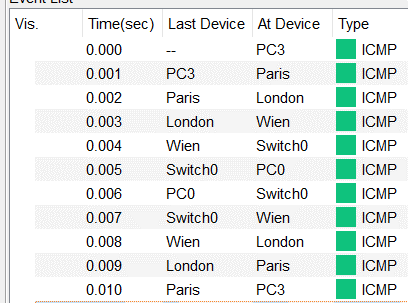 Event List
Vis. Time(sec) Last Device At Device Type
0.000 -- PC3 ICMP
0.001 PC3 Paris ICMP
0.002 Paris London ICMP
0.003 London Wien ICMP
0.004 Wien Switch0 ICMP
0.005 Switch0 PC0 ICMP
0.006 PC0 Switch0 ICMP
0.007 Switch0 Wien ICMP
0.008 Wien London ICMP
0.009 London Paris ICMP
0.010 Paris PC3 ICMP